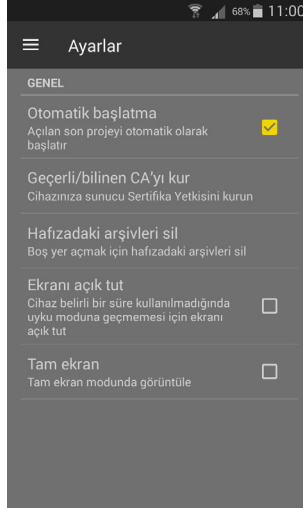 68% 11:00
Ayarlar
GENEL
Otomatik başlatma
Açılan son projeyi otomatik olarak
başlatır
Geçerli/bilinen CA'yı kur
Cihazınıza sunucu Sertifika Yetkisini kurun
Hafızadaki arşivleri sil
Boş yer açmak için hafızadaki arşivleri sil
Ekranı açık tut
Cihaz belirli bir süre kullanılmadığında
uyku moduna geçmemesi için ekranı
açık tut
Tam ekran
Tam ekran modunda görüntüle